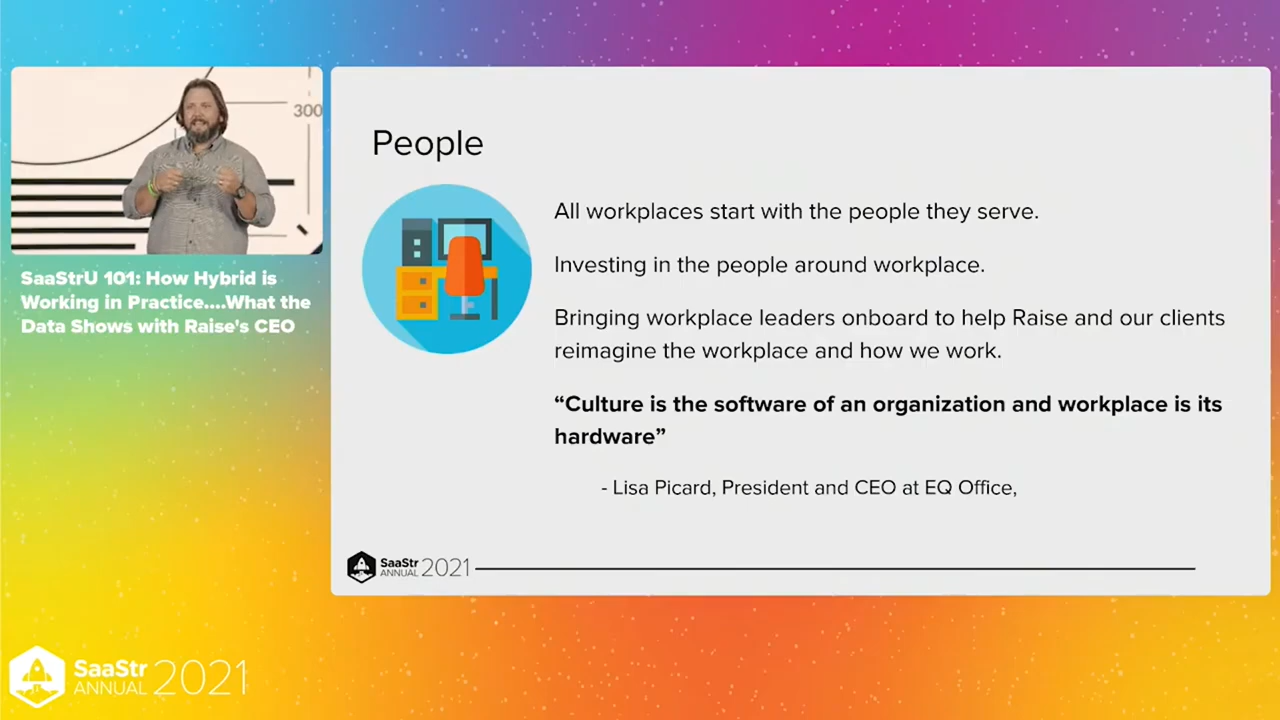 300
SaaStrU 101: How Hybrid is
Working in Practice....What the
Data Shows with Raise's CEO
People
All workplaces start with the people they serve.
Investing in the people around workplace.
Bringing workplace leaders onboard to help Raise and our clients
reimagine the workplace and how we work.
“Culture is the software of an organization and workplace is its
hardware”
- Lisa Picard, President and CEO at EQ Office,
SaaStr
ANNUAL 2021
SaaStr
ANNUAL 2021